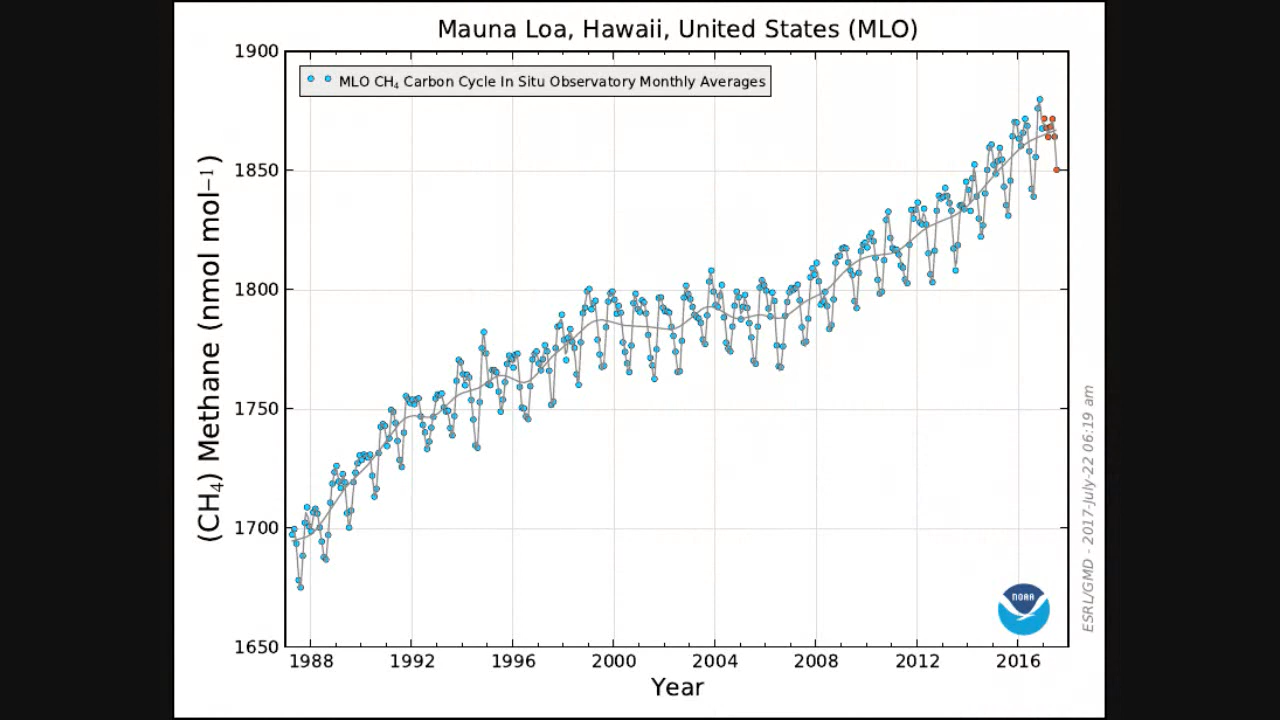 Mauna Loa, Hawaii, United States (MLO)
1900
MLO CH₄ Carbon Cycle In Situ Observatory Monthly Averages
1850
1800
1750
1700
1650
(CH₄) Methane (nmol mol⁻¹)
1988 1992 1996 2000 2004 2008 2012 2016
Year
NOAA
ESRL/GMD - 2017-July-22 06:19 am